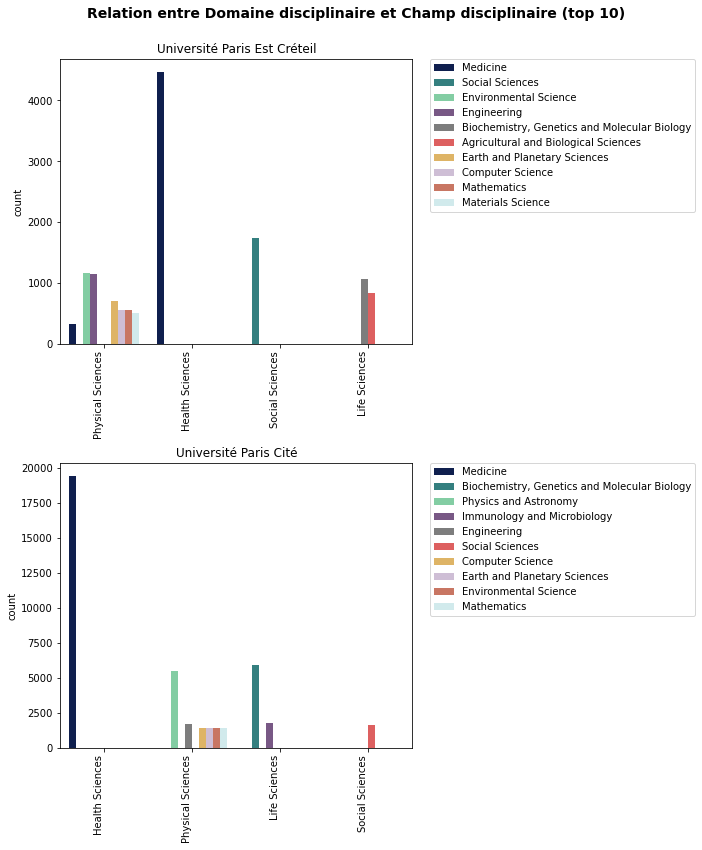 Relation entre Domaine disciplinaire et Champ disciplinaire (top 10)
Université Paris Est Créteil
count
4000
3000
2000
1000
0
Physical Sciences
Health Sciences
Social Sciences
Life Sciences
Medicine
Social Sciences
Environmental Science
Engineering
Biochemistry, Genetics and Molecular Biology
Agricultural and Biological Sciences
Earth and Planetary Sciences
Computer Science
Mathematics
Materials Science
Université Paris Cité
count
20000
17500
15000
12500
10000
7500
5000
2500
0
Health Sciences
Physical Sciences
Life Sciences
Social Sciences
Medicine
Biochemistry, Genetics and Molecular Biology
Physics and Astronomy
Immunology and Microbiology
Engineering
Social Sciences
Computer Science
Earth and Planetary Sciences
Environmental Science
Mathematics